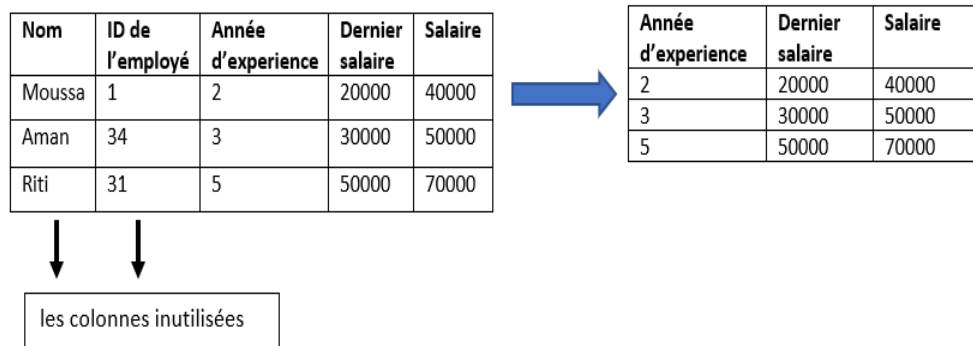 Nom ID de l'employé Année d'experience Dernier salaire Salaire
Moussa 1 2 20000 40000
Aman 34 3 30000 50000
Riti 31 5 50000 70000
les colonnes inutilisées
Année d'experience Dernier salaire Salaire
2 20000 40000
3 30000 50000
5 50000 70000